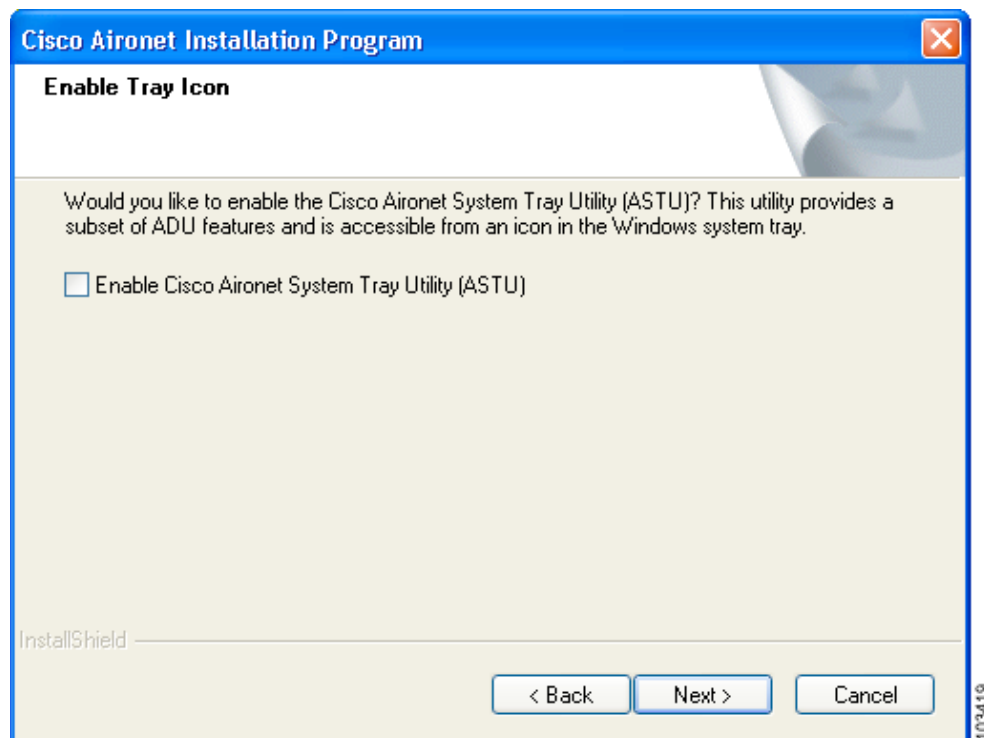 Cisco Aironet Installation Program
Enable Tray Icon
Would you like to enable the Cisco Aironet System Tray Utility (ASTU)? This utility provides a
subset of ADU features and is accessible from an icon in the Windows system tray.
Enable Cisco Aironet System Tray Utility (ASTU)
InstallShield
< Back
Next >
Cancel
103419